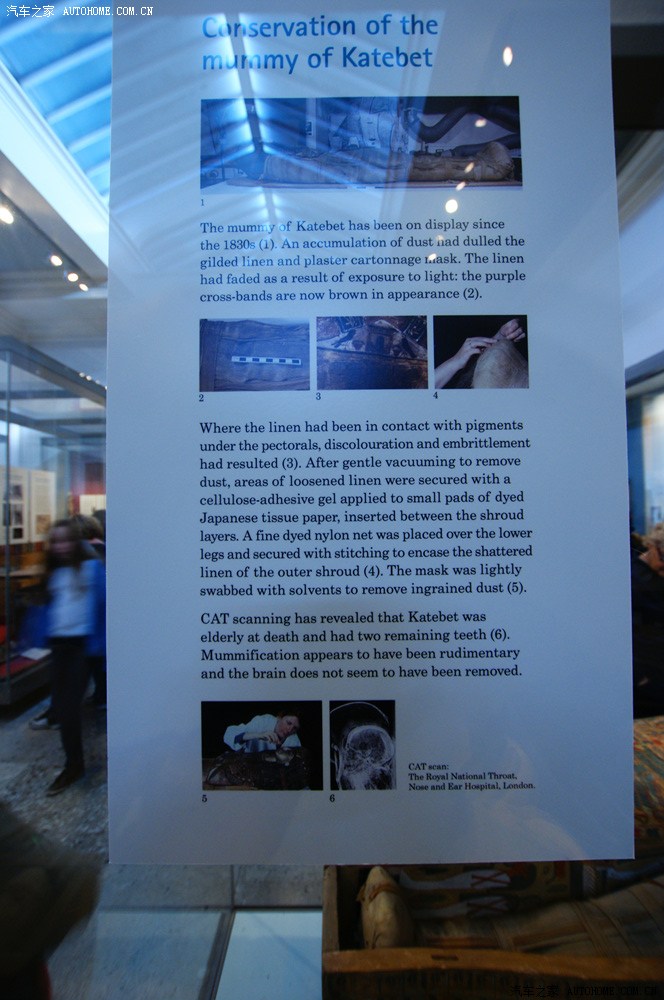 汽车之家 AUTOHOME.COM.CN
Conservation of the
mummy of Katebet
1
The mummy of Katebet has been on display since
the 1830s (1). An accumulation of dust had dulled the
gilded linen and plaster cartonnage mask. The linen
had faded as a result of exposure to light: the purple
cross-bands are now brown in appearance (2).
2 3 4
Where the linen had been in contact with pigments
under the pectorals, discolouration and embrittlement
had resulted (3). After gentle vacuuming to remove
dust, areas of loosened linen were secured with a
cellulose-adhesive gel applied to small pads of dyed
Japanese tissue paper, inserted between the shroud
layers. A fine dyed nylon net was placed over the lower
legs and secured with stitching to encase the shattered
linen of the outer shroud (4). The mask was lightly
swabbed with solvents to remove ingrained dust (5).
CAT scanning has revealed that Katebet was
elderly at death and had two remaining teeth (6).
Mummification appears to have been rudimentary
and the brain does not seem to have been removed.
CAT scan:
The Royal National Throat,
Nose and Ear Hospital, London.
5 6
汽车之家 AUTOHOME.COM.CN